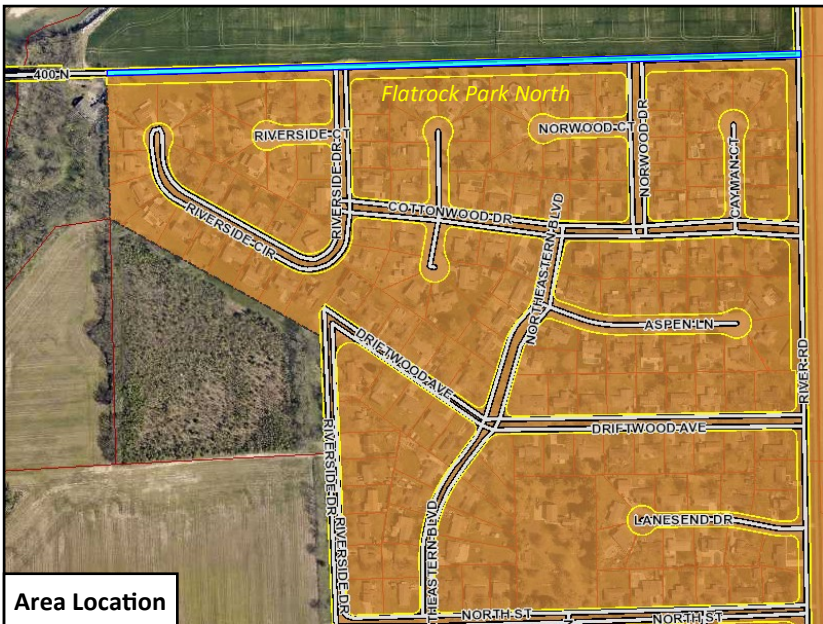 400 N
Flatrock Park North
RIVERSIDE CT
RIVERSIDE DR
NORWOOD CT
NORWOOD DR
CAYMAN CT
RIVERSIDE CIR
COTTONWOOD DR
NORTHEASTERN BLVD
ASPEN LN
RIVER RD
DRIFTWOOD AVE
DRIFTWOOD AVE
RIVERSIDE DR
RIVERSIDE DR
THEASTERN BLVD
LANESEND DR
NORTH ST
NORTH ST
Area Location